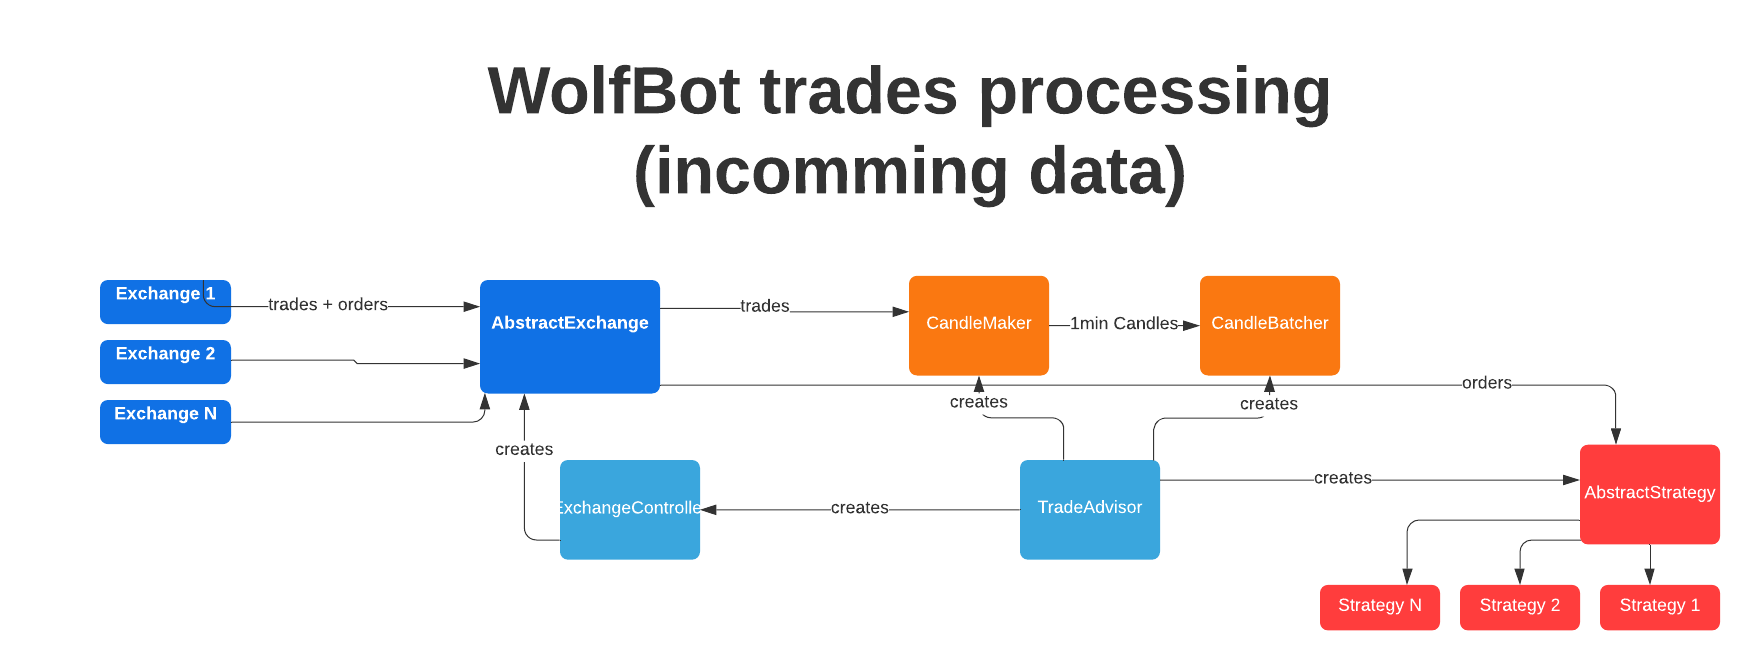 WolfBot trades processing
(incomming data)
Exchange 1
trades + orders
AbstractExchange
trades
CandleMaker
1min Candles
CandleBatcher
Exchange 2
Exchange N
orders
creates
creates
creates
ExchangeControlle
creates
TradeAdvisor
creates
AbstractStrategy
Strategy N
Strategy 2
Strategy 1